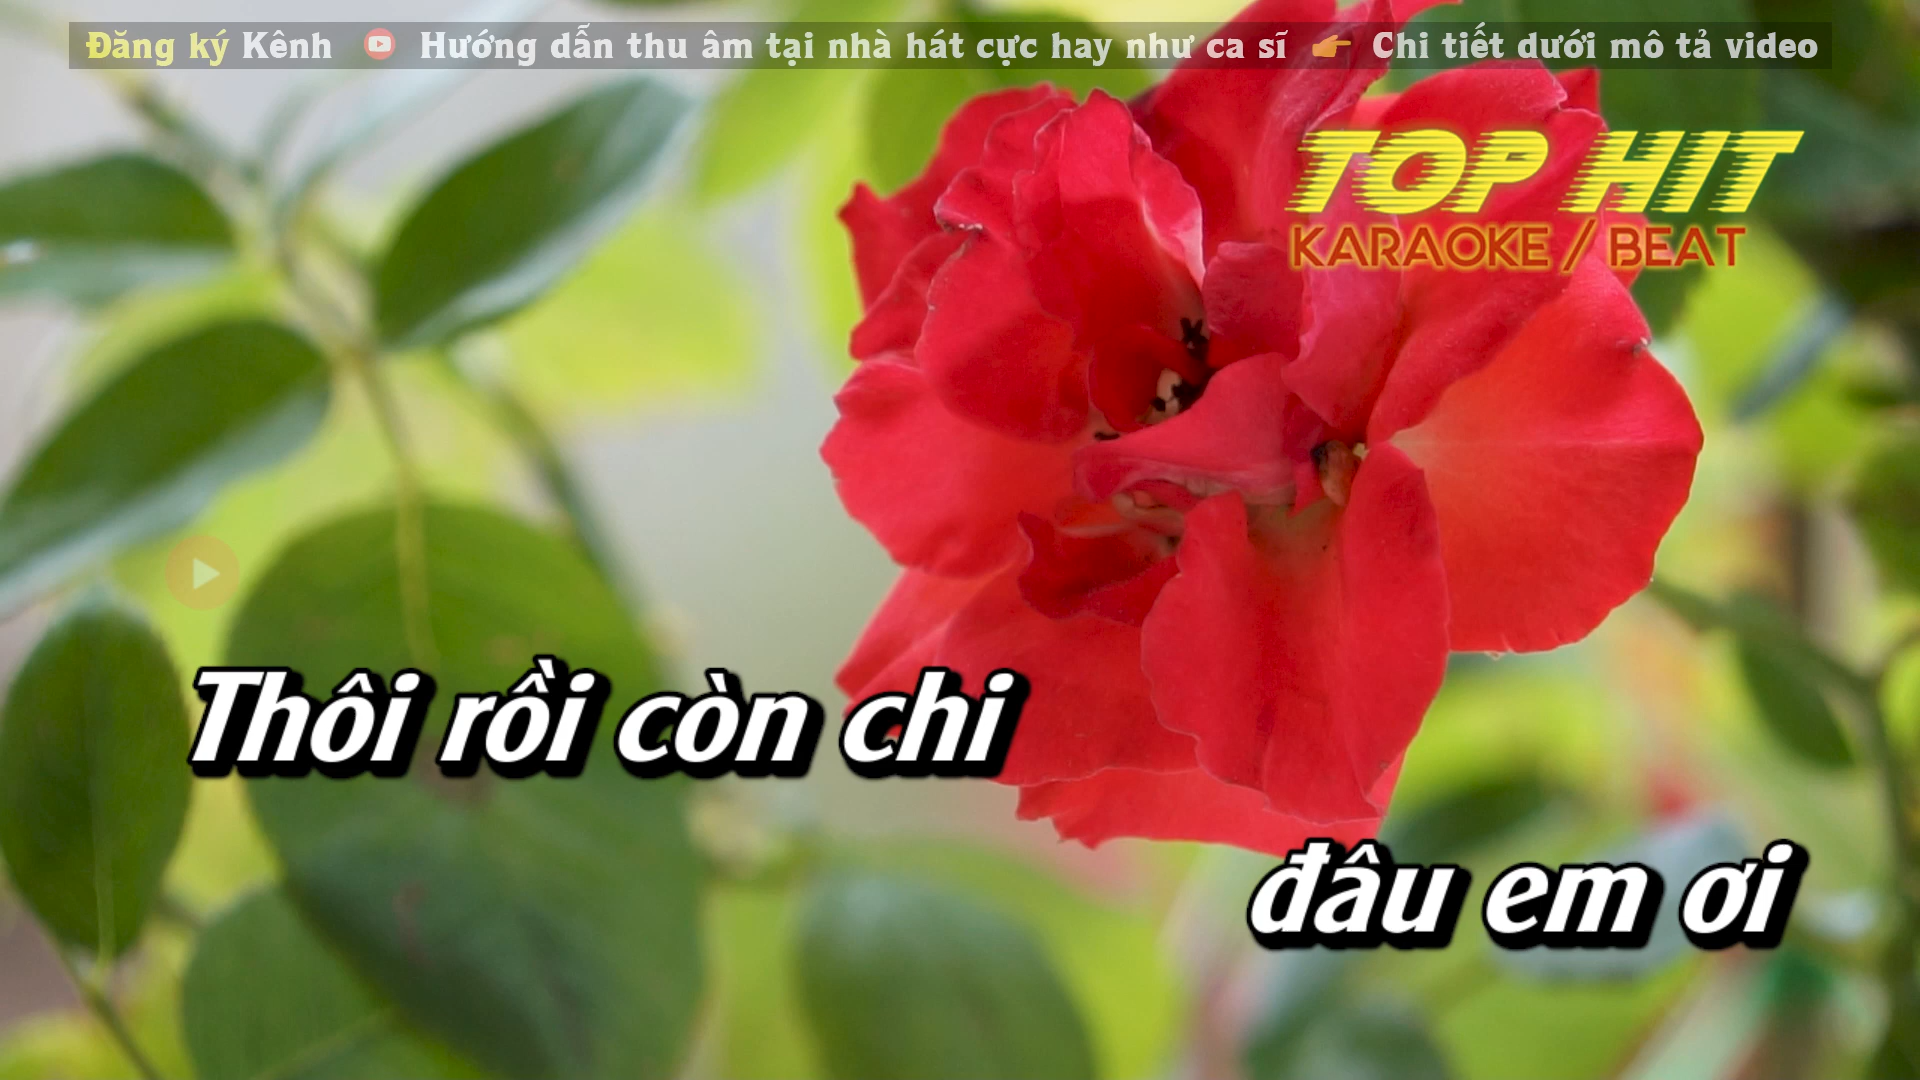 Đăng ký Kênh Hướng dẫn thu âm tại nhà hát cực hay như ca sĩ Chi tiết dưới mô tả video
TOP HIT
KARAOKE / BEAT
Thôi rồi còn chi
đâu em ơi